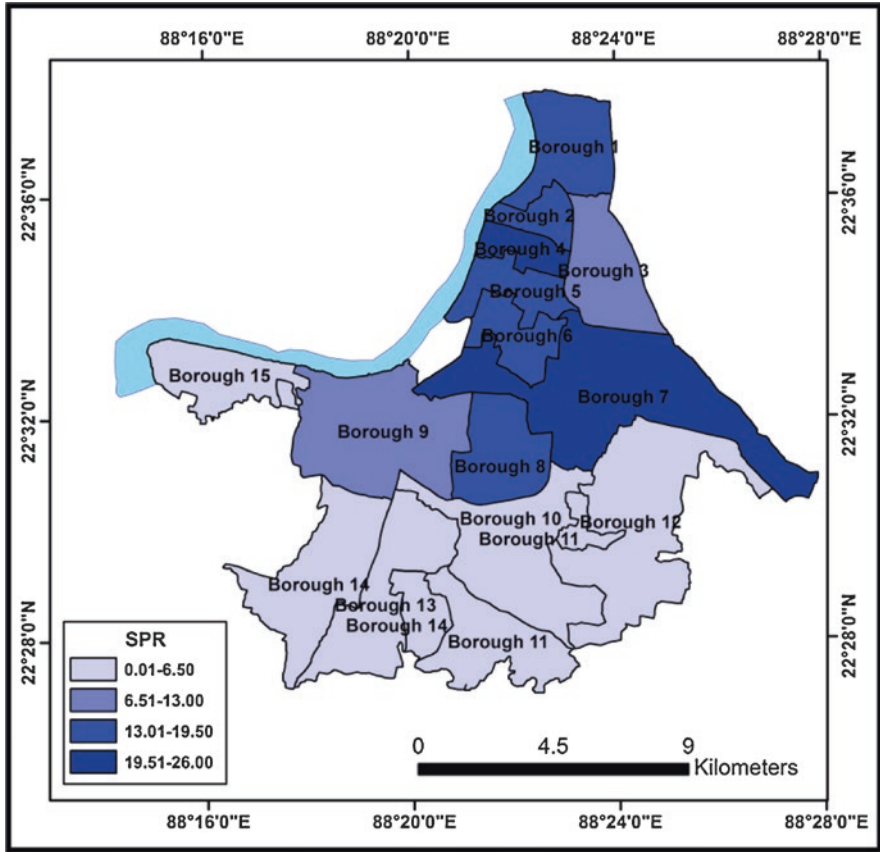 88°16'0"E 88°20'0"E 88°24'0"E 88°28'0"E
22°36'0"N
22°36'0"N
22°32'0"N
22°32'0"N
22°28'0"N
22°28'0"N
Borough 1
Borough 2
Borough 4
Borough 3
Borough 5
Borough 6
Borough 15
Borough 7
Borough 9
Borough 8
Borough 10
Borough 12
Borough 11
Borough 14
Borough 13
Borough 14
Borough 11
SPR
0.01-6.50
6.51-13.00
13.01-19.50
19.51-26.00
0 4.5 9
Kilometers
88°16'0"E 88°20'0"E 88°24'0"E 88°28'0"E